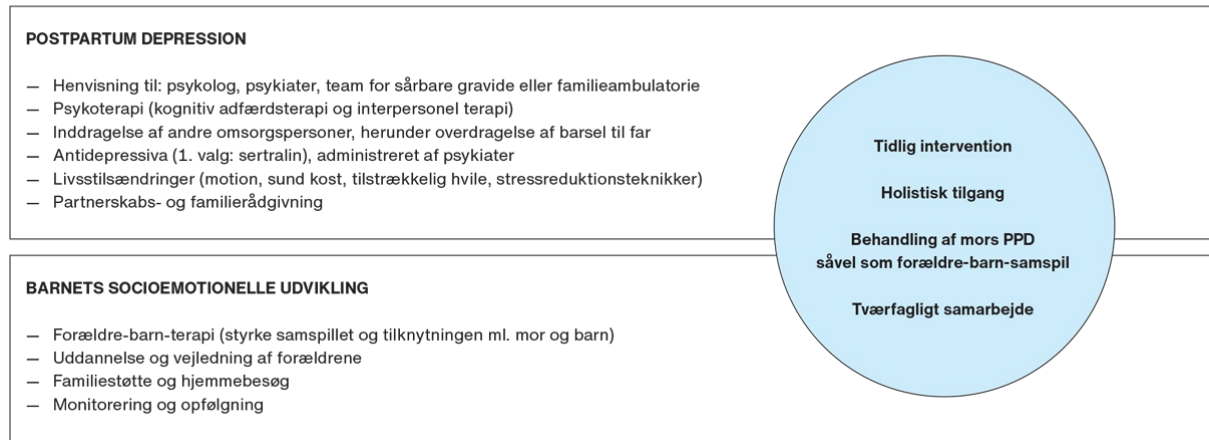 POSTPARTUM DEPRESSION
— Henvisning til: psykolog, psykiater, team for sårbare gravide eller familieambulatorie
— Psykoterapi (kognitiv adfærdsterapi og interpersonel terapi)
— Inddragelse af andre omsorgspersoner, herunder overdragelse af barsel til far
— Antidepressiva (1. valg: sertralin), administreret af psykiater
— Livsstilsændringer (motion, sund kost, tilstrækkelig hvile, stressreduktionsteknikker)
— Partnerskabs- og familierådgivning
BARNETS SOCIOEMOTIONELLE UDVIKLING
— Forældre-barn-terapi (styrke samspillet og tilknytningen ml. mor og barn)
— Uddannelse og vejledning af forældrene
— Familiestøtte og hjemmebesøg
— Monitorering og opfølgning
Tidlig intervention
Holistisk tilgang
Behandling af mors PPD
såvel som forældre-barn-samspil
Tværfagligt samarbejde